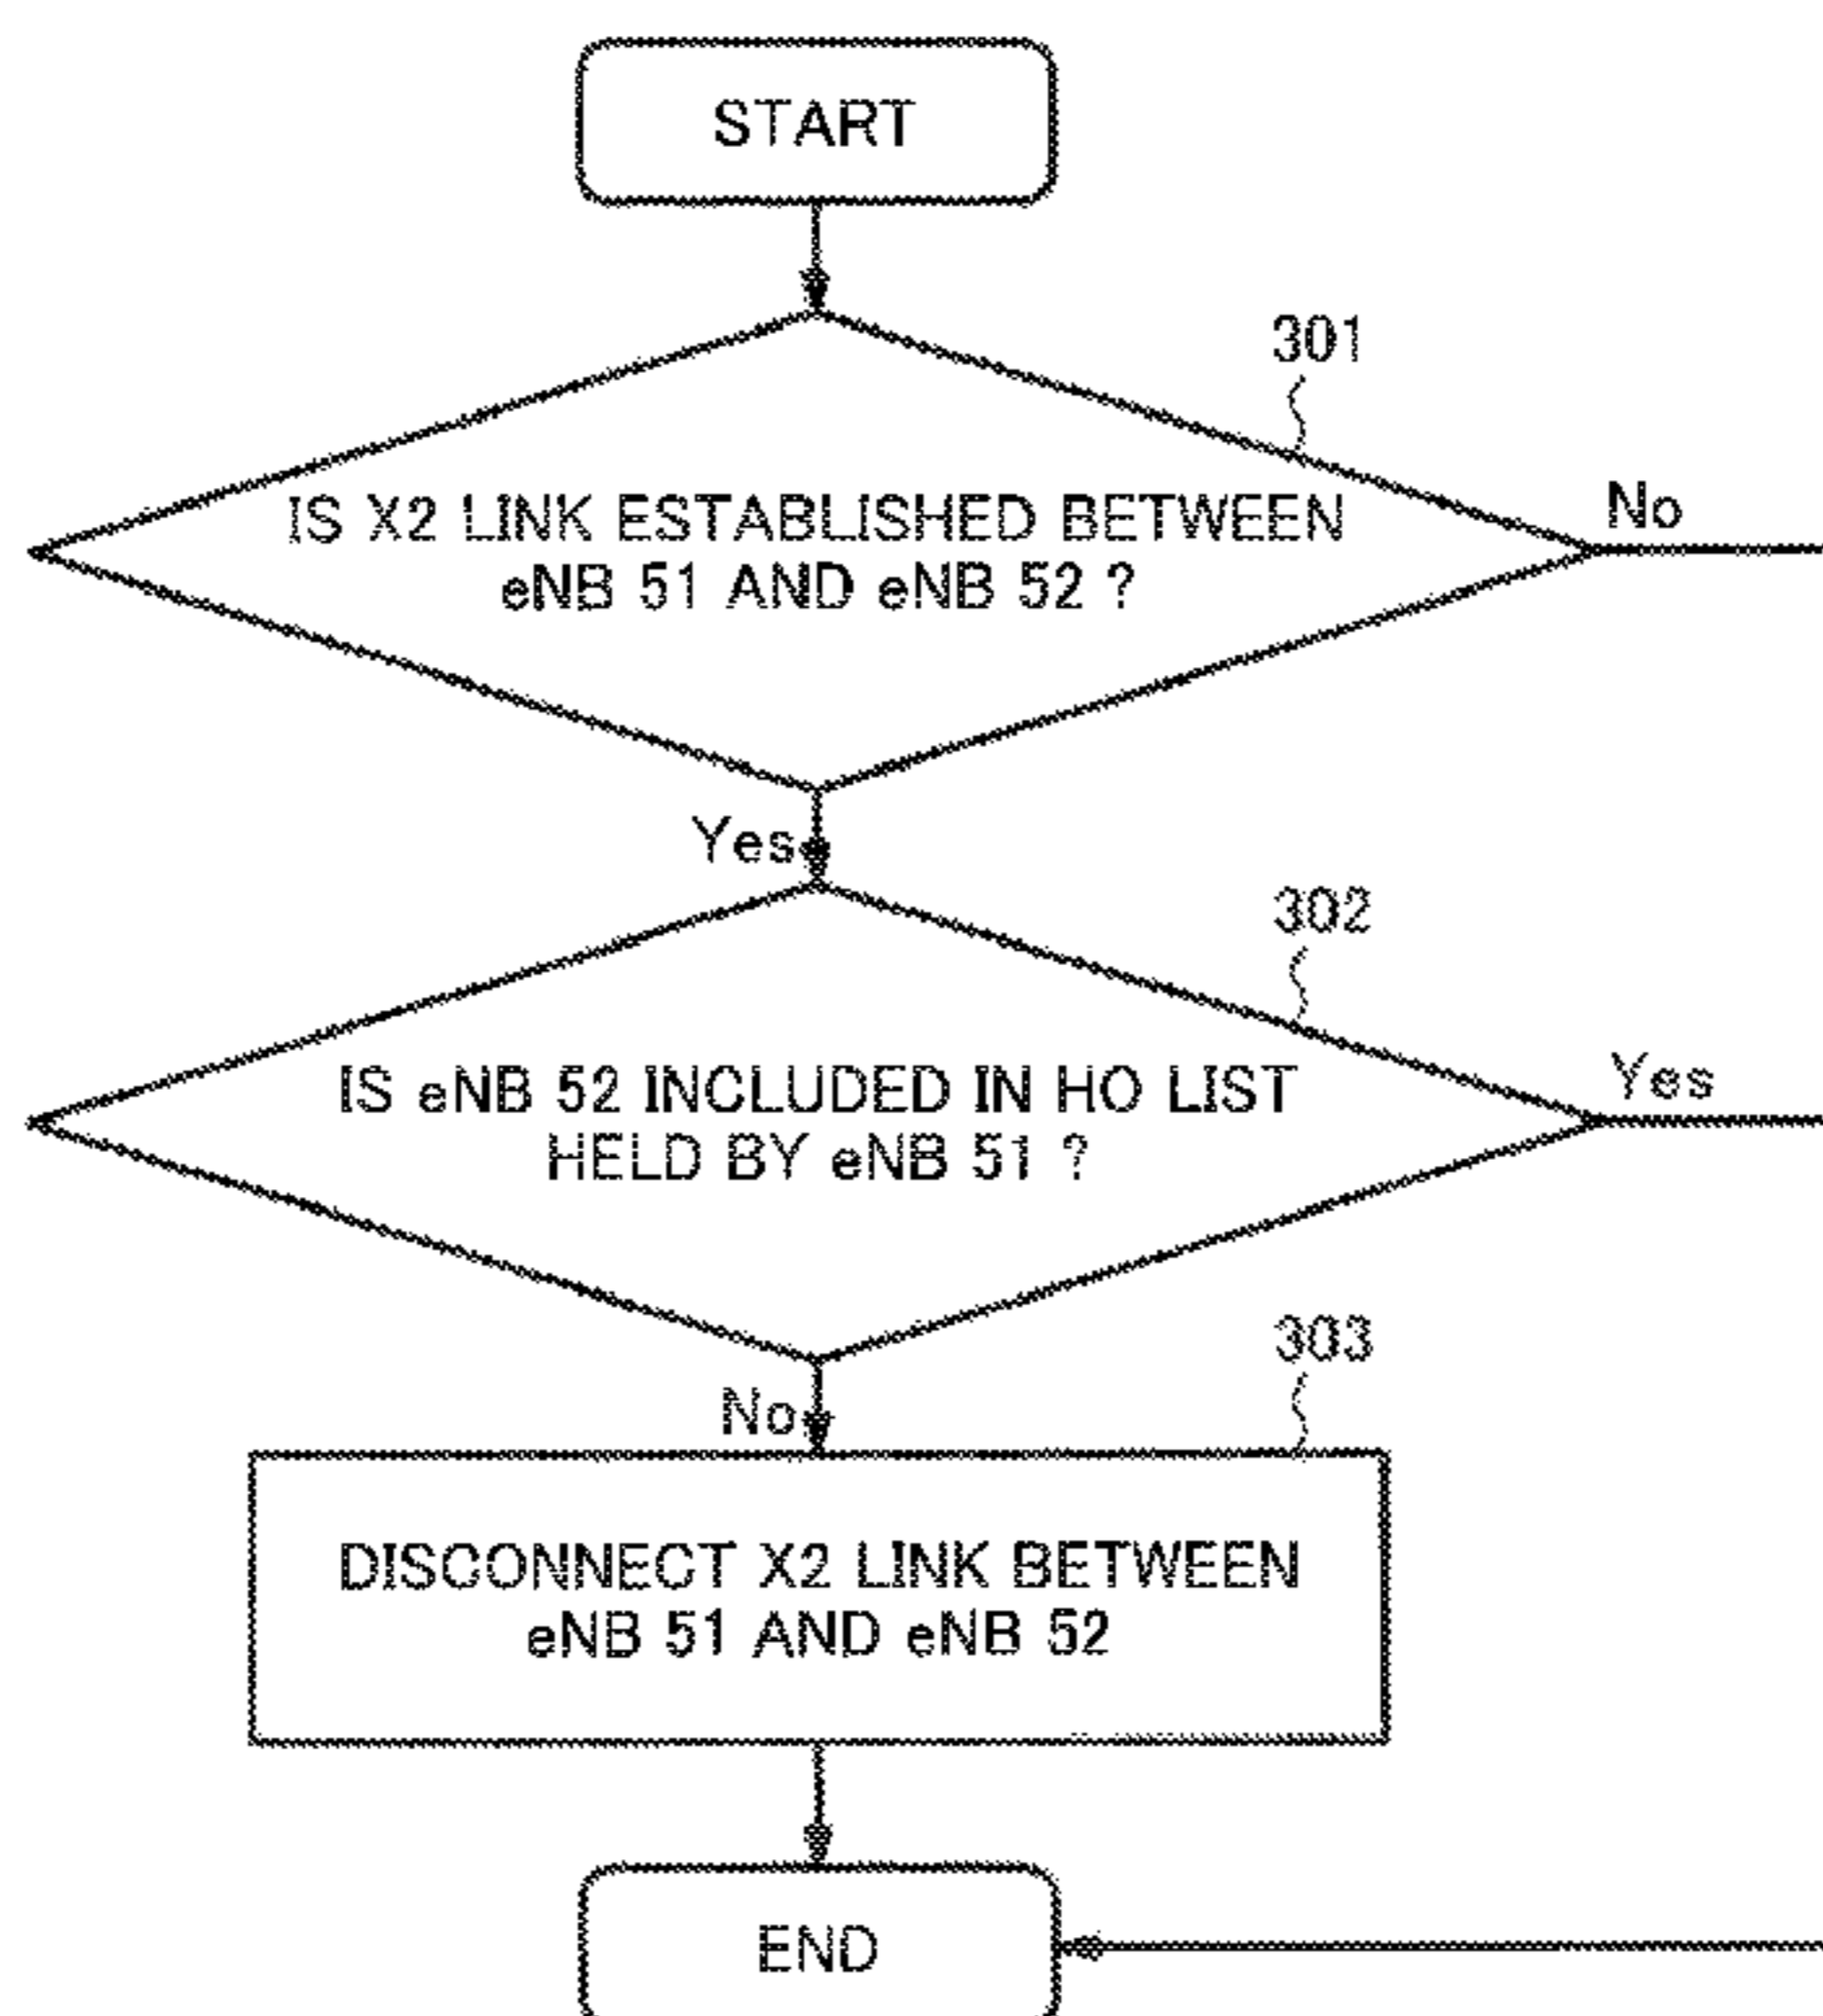 START
301
IS X2 LINK ESTABLISHED BETWEEN
eNB 51 AND eNB 52 ?
No
Yes
302
IS eNB 52 INCLUDED IN HO LIST
HELD BY eNB 51 ?
Yes
No
303
DISCONNECT X2 LINK BETWEEN
eNB 51 AND eNB 52
END